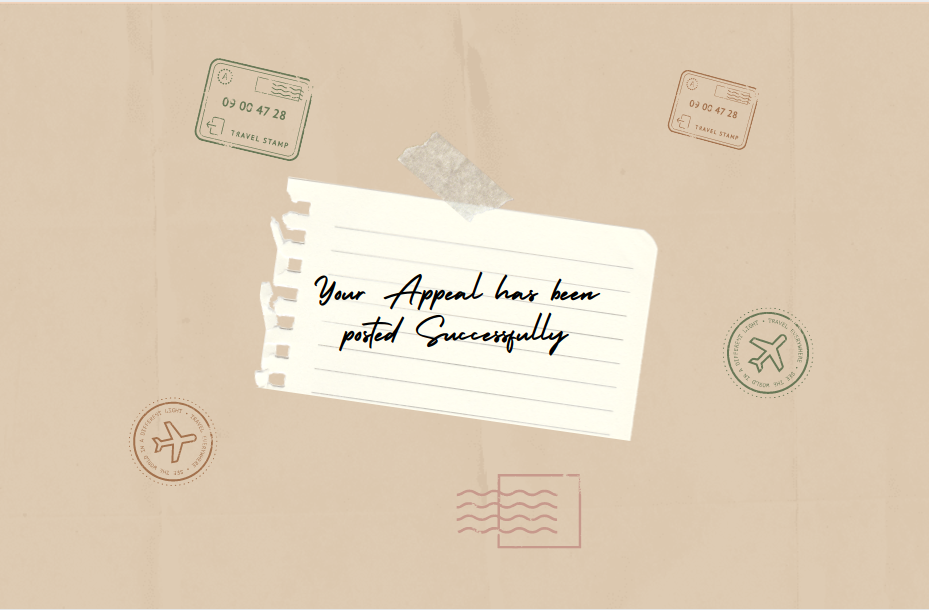 A
09 00 47 28
TRAVEL STAMP
A
09 00 47 28
TRAVEL STAMP
Your Appeal has been
posted Successfully
SEE THE WORLD IN A DIFFERENT LIGHT • TRAVEL EVERYWHERE •
SEE THE WORLD IN A DIFFERENT LIGHT • TRAVEL EVERYWHERE •